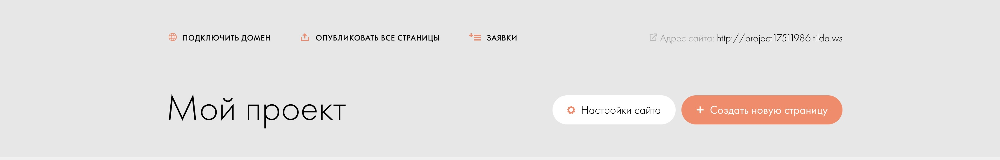 ПОДКЛЮЧИТЬ ДОМЕН
ОПУБЛИКОВАТЬ ВСЕ СТРАНИЦЫ
ЗАЯВКИ
Адрес сайта: http://project17511986.tilda.ws
Мой проект
Настройки сайта
+ Создать новую страницу